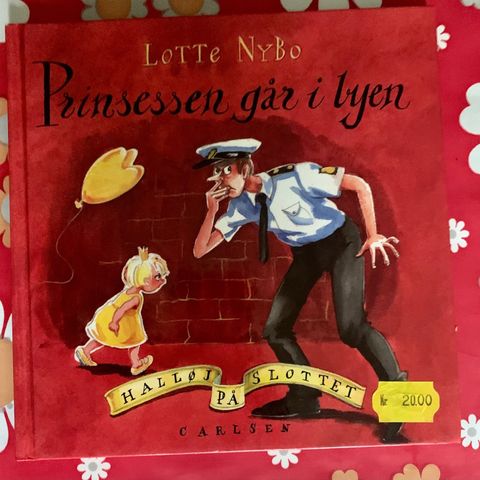 LOTTE NYBO
Prinsessen går i byen
HALLØJ PÅ SLOTTET
CARLSEN
Kr 20.00